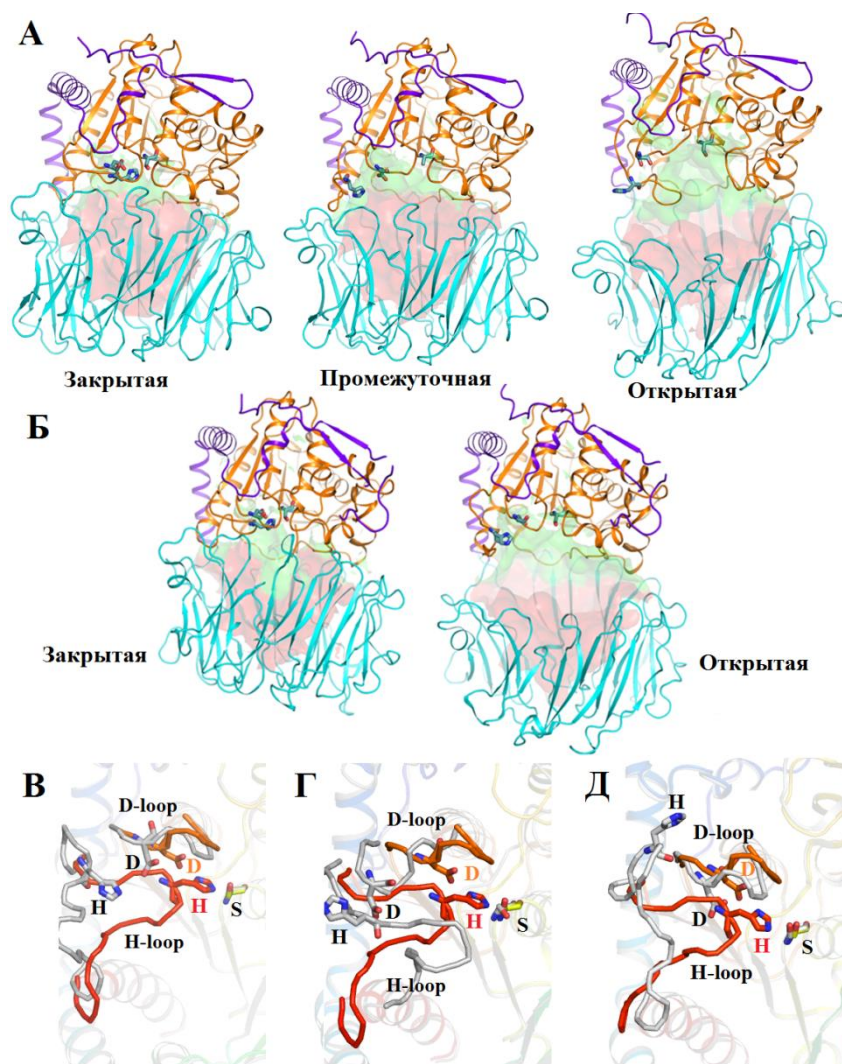 А
Закрытая
Промежуточная
Открытая
Б
Закрытая
Открытая
В
D-loop
D
D
H
H
S
H-loop
Г
D-loop
D
D
H
H
S
H-loop
Д
H
D-loop
D
D
H
S
H-loop